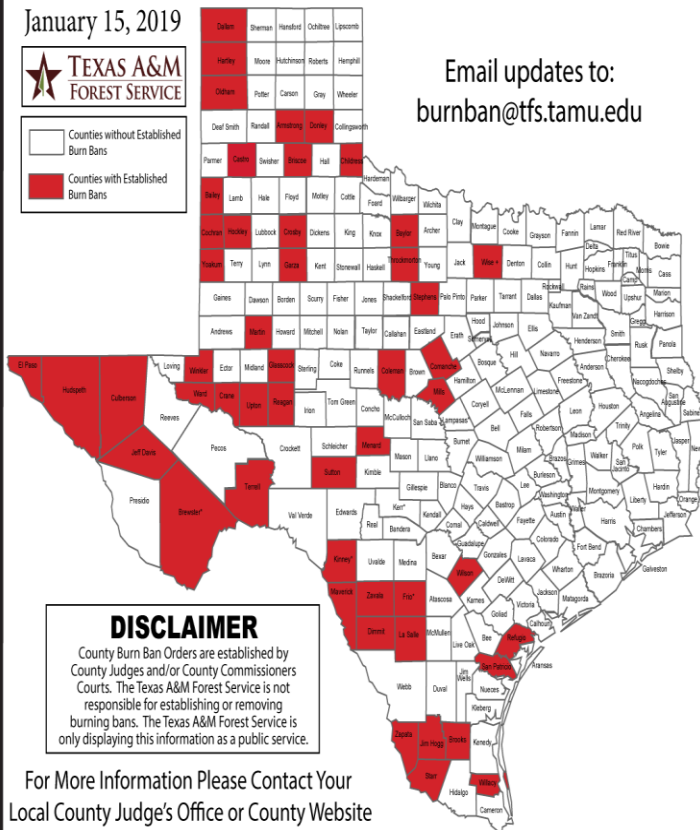 January 15, 2019
TEXAS A&M
FOREST SERVICE
Counties without Established
Burn Bans
Counties with Established
Burn Bans
Email updates to:
burnban@tfs.tamu.edu
Dallam Sherman Hansford Ochiltree Lipscomb
Hartley Moore Hutchinson Roberts Hemphill
Oldham Potter Carson Gray Wheeler
Deaf Smith Randall Armstrong Donley Collingsworth
Parmer Castro Swisher Briscoe Hall Childress
Hardeman
Bailey Lamb Hale Floyd Motley Cottle Foard Wilbarger Wichita
Cochran Hockley Lubbock Crosby Dickens King Knox Baylor Archer Clay Montague Cooke Grayson Fannin Lamar Red River Bowie
Delta Titus
Yoakum Terry Lynn Garza Kent Stonewall Haskell Throckmorton Young Jack Wise + Denton Collin Hunt Hopkins Franklin Morris Cass
Camp
Rockwall Rains Wood Upshur Marion
Gaines Dawson Borden Scurry Fisher Jones Shackelford Stephens Palo Pinto Parker Tarrant Dallas Kaufman Van Zandt Gregg Harrison
Andrews Martin Howard Mitchell Nolan Taylor Callahan Eastland Erath Hood Somervell Johnson Ellis Henderson Smith Rusk Panola
El Paso Hudspeth Culberson Loving Winkler Ector Midland Glasscock Sterling Coke Runnels Coleman Brown Comanche Bosque Hill Navarro Anderson Cherokee Shelby
Hamilton Freestone Nacogdoches
San
Augustine
Reeves Ward Crane Upton Reagan Irion Tom Green Concho McCulloch San Saba Mills Lampasas Coryell McLennan Limestone Leon Houston Angelina Sabine
Falls Robertson Trinity
Jeff Davis Pecos Crockett Schleicher Menard Mason Llano Burnet Bell Milam Madison Walker Polk Tyler Jasper
San
Jacinto
Williamson Brazos Grimes
Presidio Brewster* Terrell Sutton Kimble Gillespie Blanco Travis Lee Burleson Washington Montgomery Liberty Hardin Orange
Val Verde Edwards Kerr* Kendall Hays Bastrop Austin Waller Harris Jefferson
Real Bandera Comal Caldwell Fayette Chambers
Guadalupe Colorado
Kinney* Uvalde Medina Bexar Gonzales Lavaca Fort Bend Galveston
Wilson DeWitt Wharton Brazoria
Maverick Zavala Frio* Atascosa Karnes Victoria Jackson Matagorda
Goliad Calhoun
Dimmit La Salle McMullen Live Oak Bee Refugio
San Patricio Aransas
Webb Duval Jim
Wells Nueces
Kleberg
Zapata Jim Hogg Brooks Kenedy
Starr Hidalgo Willacy
Cameron
DISCLAIMER
County Burn Ban Orders are established by
County Judges and/or County Commissioners
Courts. The Texas A&M Forest Service is not
responsible for establishing or removing
burning bans. The Texas A&M Forest Service is
only displaying this information as a public service.
For More Information Please Contact Your
Local County Judge's Office or County Website